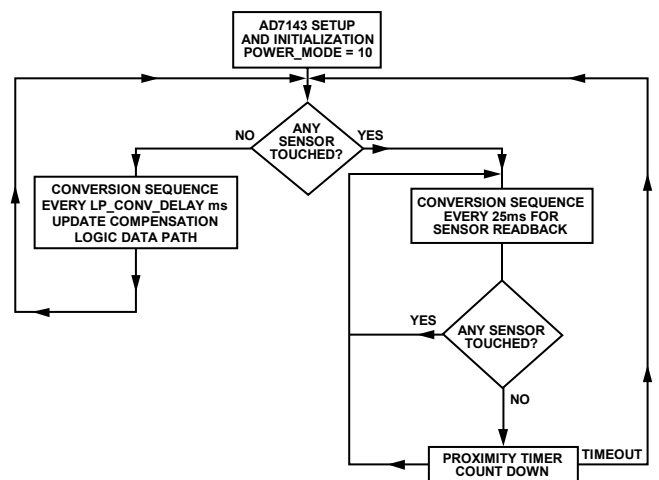 AD7143 SETUP
AND INITIALIZATION
POWER_MODE = 10
NO
ANY
SENSOR
TOUCHED?
YES
CONVERSION SEQUENCE
EVERY LP_CONV_DELAY ms
UPDATE COMPENSATION
LOGIC DATA PATH
CONVERSION SEQUENCE
EVERY 25ms FOR
SENSOR READBACK
YES
ANY SENSOR
TOUCHED?
NO
PROXIMITY TIMER
COUNT DOWN
TIMEOUT